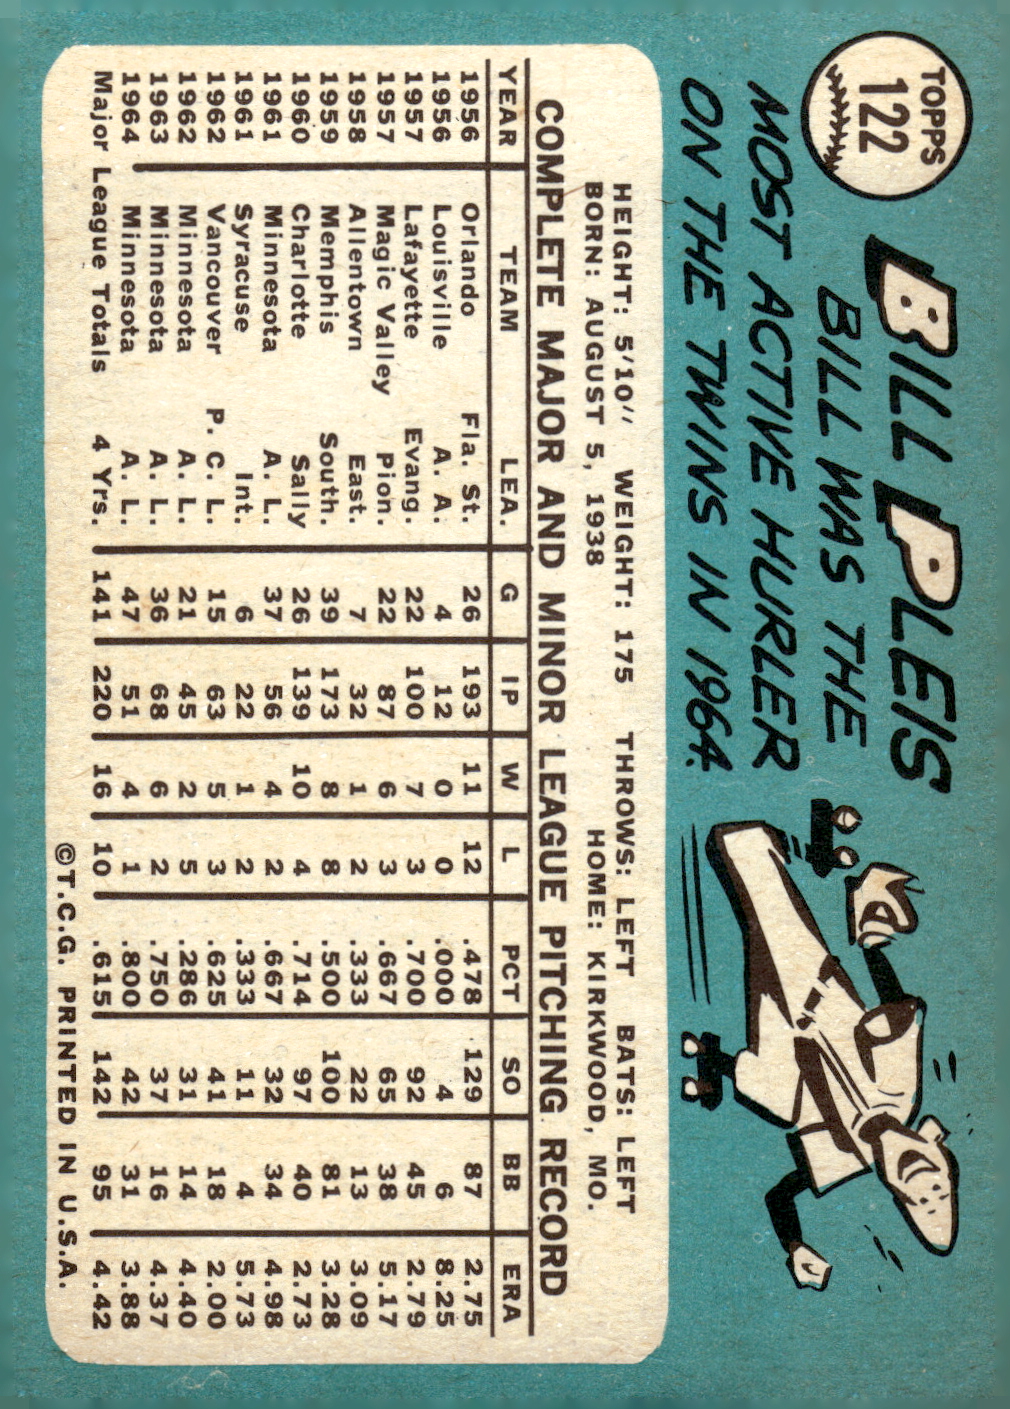 TOPPS
122
BILL PLEIS
BILL WAS THE
MOST ACTIVE HURLER
ON THE TWINS IN 1964.
HEIGHT: 5'10" WEIGHT: 175 THROWS: LEFT BATS: LEFT
BORN: AUGUST 5, 1938 HOME: KIRKWOOD, MO.
COMPLETE MAJOR AND MINOR LEAGUE PITCHING RECORD
YEAR TEAM LEA. G IP W L PCT SO BB ERA
1956 Orlando Fla. St. 26 193 11 12 .478 129 87 2.75
1956 Louisville A. A. 4 12 0 0 .000 4 6 8.25
1957 Lafayette Evang. 22 100 7 3 .700 92 45 2.79
1957 Magic Valley Pion. 22 87 6 3 .667 65 38 5.17
1958 Allentown East. 7 32 1 2 .333 22 13 3.09
1959 Memphis South. 39 173 8 8 .500 100 81 3.28
1960 Charlotte Sally 26 139 10 4 .714 97 40 2.73
1961 Minnesota A. L. 37 56 4 2 .667 32 34 4.98
1961 Syracuse Int. 6 22 1 2 .333 11 4 5.73
1962 Vancouver P. C. L. 15 63 5 3 .625 41 18 2.00
1962 Minnesota A. L. 21 45 2 5 .286 31 14 4.40
1963 Minnesota A. L. 36 68 6 2 .750 37 16 4.37
1964 Minnesota A. L. 47 51 4 1 .800 42 31 3.88
Major League Totals 4 Yrs. 141 220 16 10 .615 142 95 4.42
©T.C.G. PRINTED IN U.S.A.